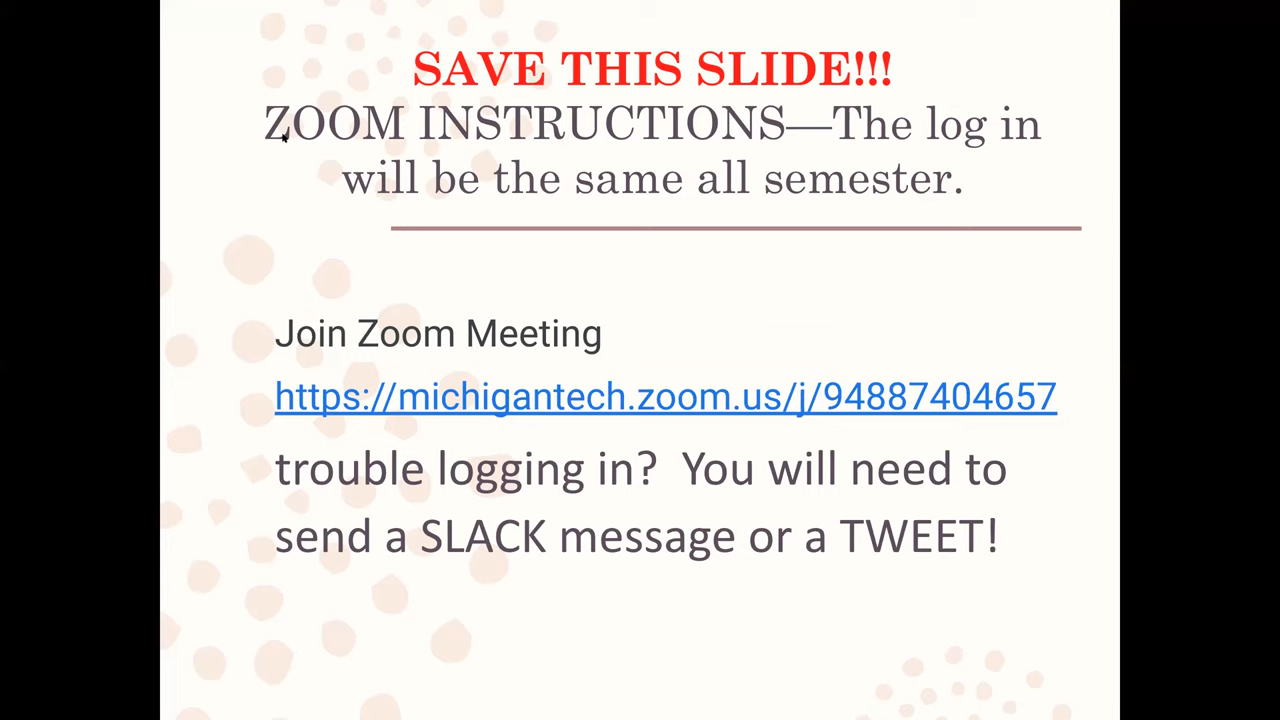 SAVE THIS SLIDE!!!
ZOOM INSTRUCTIONS—The log in
will be the same all semester.
Join Zoom Meeting
https://michigantech.zoom.us/j/94887404657
trouble logging in?  You will need to
send a SLACK message or a TWEET!